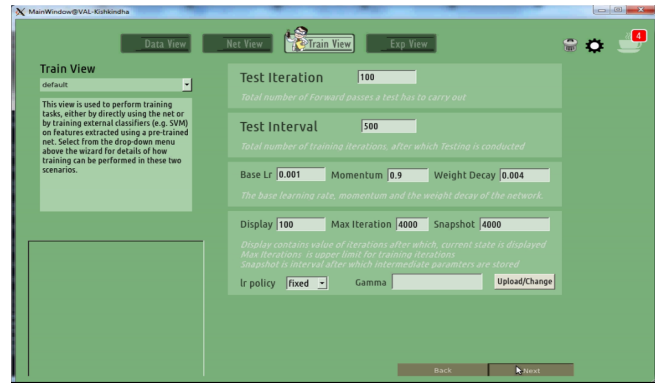 MainWindow@VAL-Kishkindha
Data View
Net View
Train View
Exp View
4
Train View
default
This view is used to perform training
tasks, either by directly using the net or
by training external classifiers (e.g. SVM)
on features extracted using a pre-trained
net. Select from the drop-down menu
above the wizard for details of how
training can be performed in these two
scenarios.
Test Iteration 100
Total number of Forward passes a test has to carry out
Test Interval 500
Total number of training iterations, after which Testing is conducted
Base Lr 0.001 Momentum 0.9 Weight Decay 0.004
The base learning rate, momentum and the weight decay of the network.
Display 100 Max Iteration 4000 Snapshot 4000
Display contains value of iterations after which, current state is displayed
Max Iterations is upper limit for training iterations
Snapshot is interval after which intermediate paramters are stored
lr policy fixed Gamma Upload/Change
Back Next